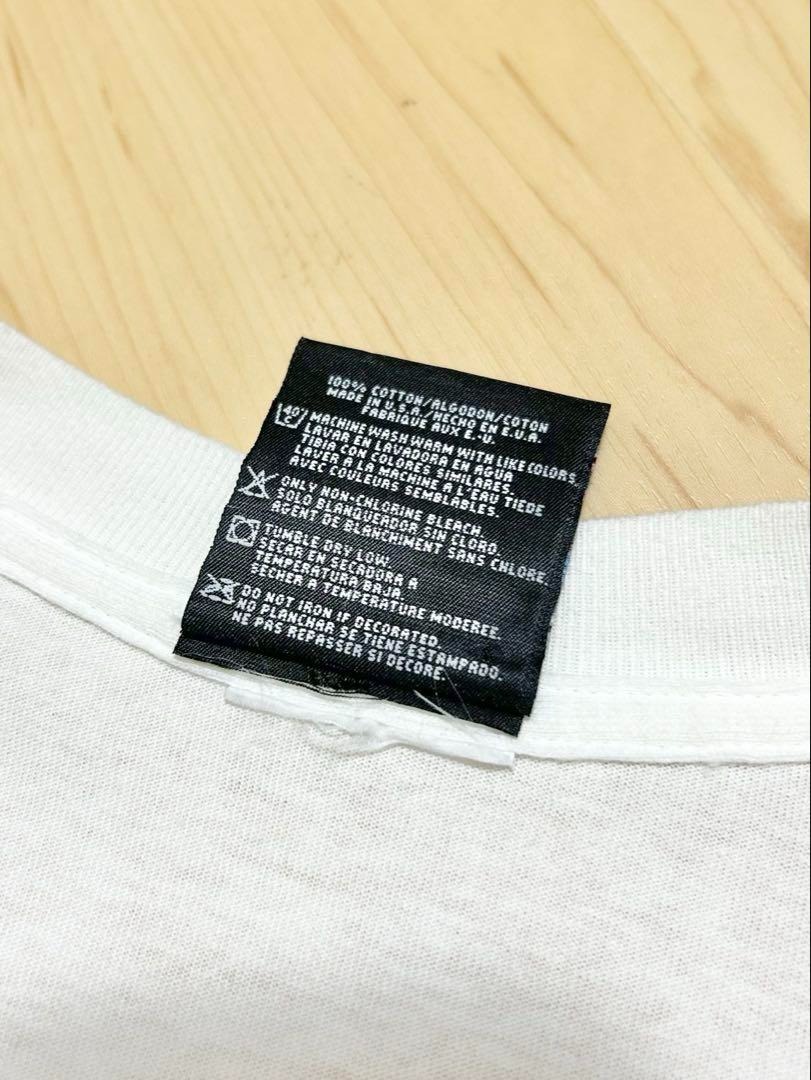 100% COTTON/ALGODON/COTON
MADE IN U.S.A./HECHO EN E.U.A.
FABRIQUE AUX E.U.
40
C
MACHINE WASH WARM WITH LIKE COLORS.
LAVAR EN LAVADORA EN AGUA
TIBIA CON COLORES SIMILARES.
LAVER A LA MACHINE A L'EAU TIEDE
AVEC COULEURS SEMBLABLES.
ONLY NON-CHLORINE BLEACH.
SOLO BLANQUEADOR SIN CLORO.
AGENT DE BLANCHIMENT SANS CHLORE.
TUMBLE DRY LOW.
SECAR EN SECADORA A
TEMPERATURA BAJA.
SECHER A TEMPERATURE MODEREE.
DO NOT IRON IF DECORATED.
NO PLANCHAR SE TIENE ESTAMPADO.
NE PAS REPASSER SI DECORE.